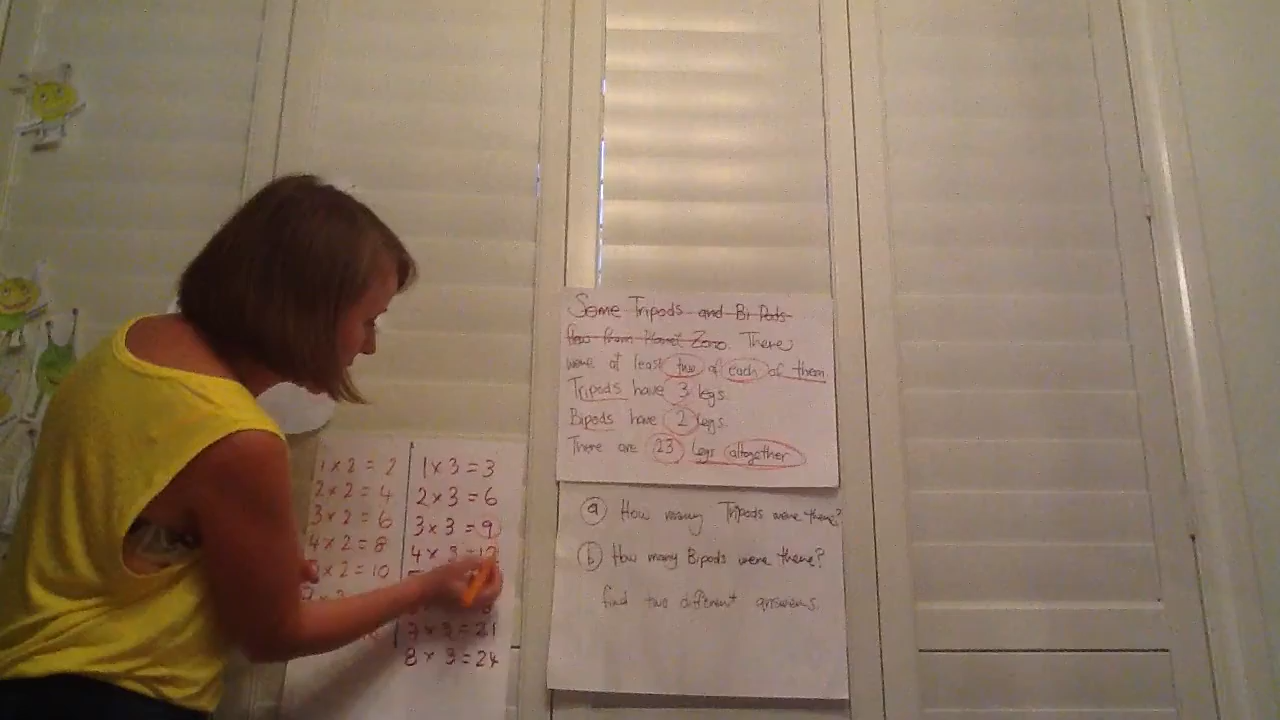 1 x 2 = 2
2 x 2 = 4
3 x 2 = 6
4 x 2 = 8
x 2 = 10
1 x 3 = 3
2 x 3 = 6
3 x 3 = 9
4 x 3 = 12
7 x 3 = 21
8 x 3 = 24
Some Tripods and Bi Pods
from Planet Zono. There
were at least two of each of them
Tripods have 3 legs.
Bipods have 2 legs.
There are 23 legs altogether
(a) How many Tripods were there?
(b) How many Bipods were there?
find two different answers.